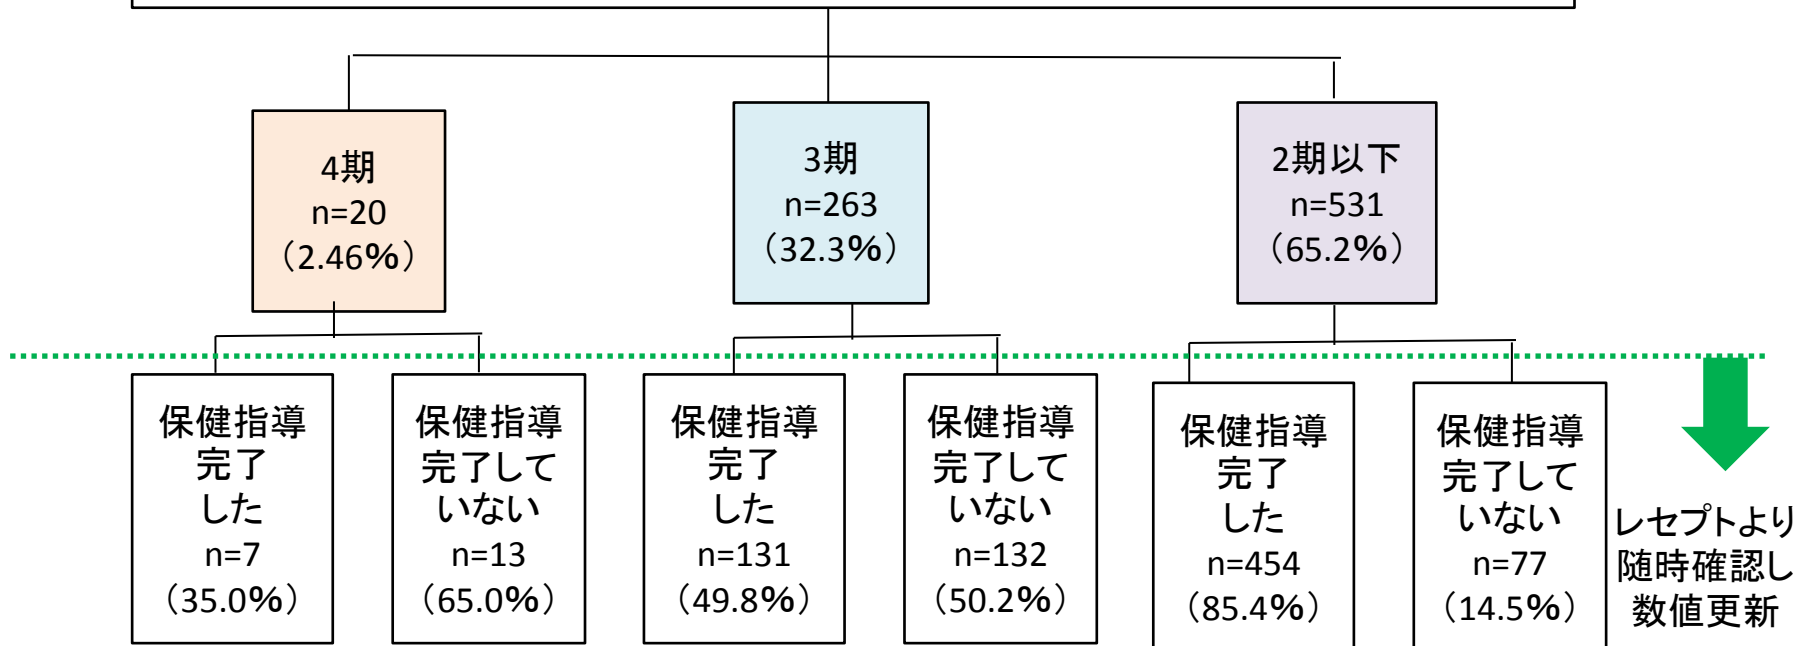 4期
n=20
（2.46%）
3期
n=263
（32.3%）
2期以下
n=531
（65.2%）
保健指導
完了
した
n=7
（35.0%）
保健指導
完了して
いない
n=13
（65.0%）
保健指導
完了
した
n=131
（49.8%）
保健指導
完了して
いない
n=132
（50.2%）
保健指導
完了
した
n=454
（85.4%）
保健指導
完了して
いない
n=77
（14.5%）
レセプトより
随時確認し
数値更新